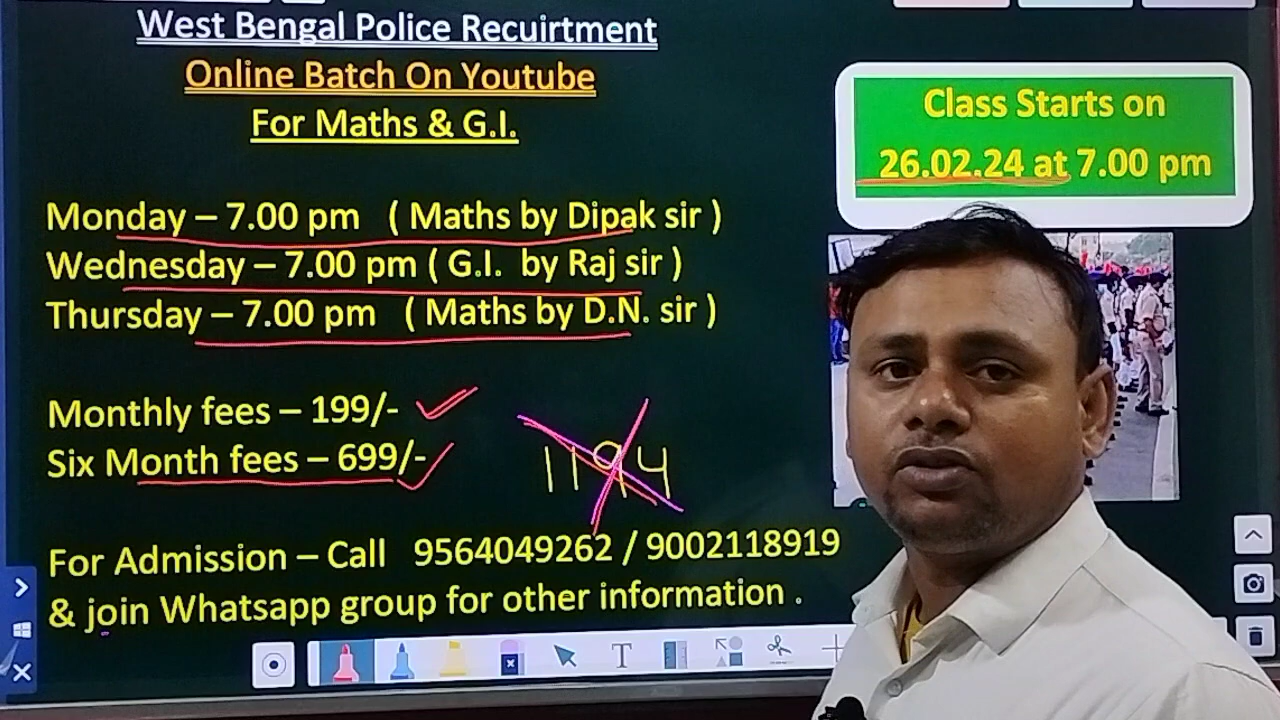 West Bengal Police Recuirtment
Online Batch On Youtube
For Maths & G.I.
Class Starts on
26.02.24 at 7.00 pm
Monday – 7.00 pm ( Maths by Dipak sir )
Wednesday – 7.00 pm ( G.I. by Raj sir )
Thursday – 7.00 pm ( Maths by D.N. sir )
Monthly fees – 199/-
Six Month fees – 699/-
1194
For Admission – Call 9564049262 / 9002118919
& join Whatsapp group for other information .
T